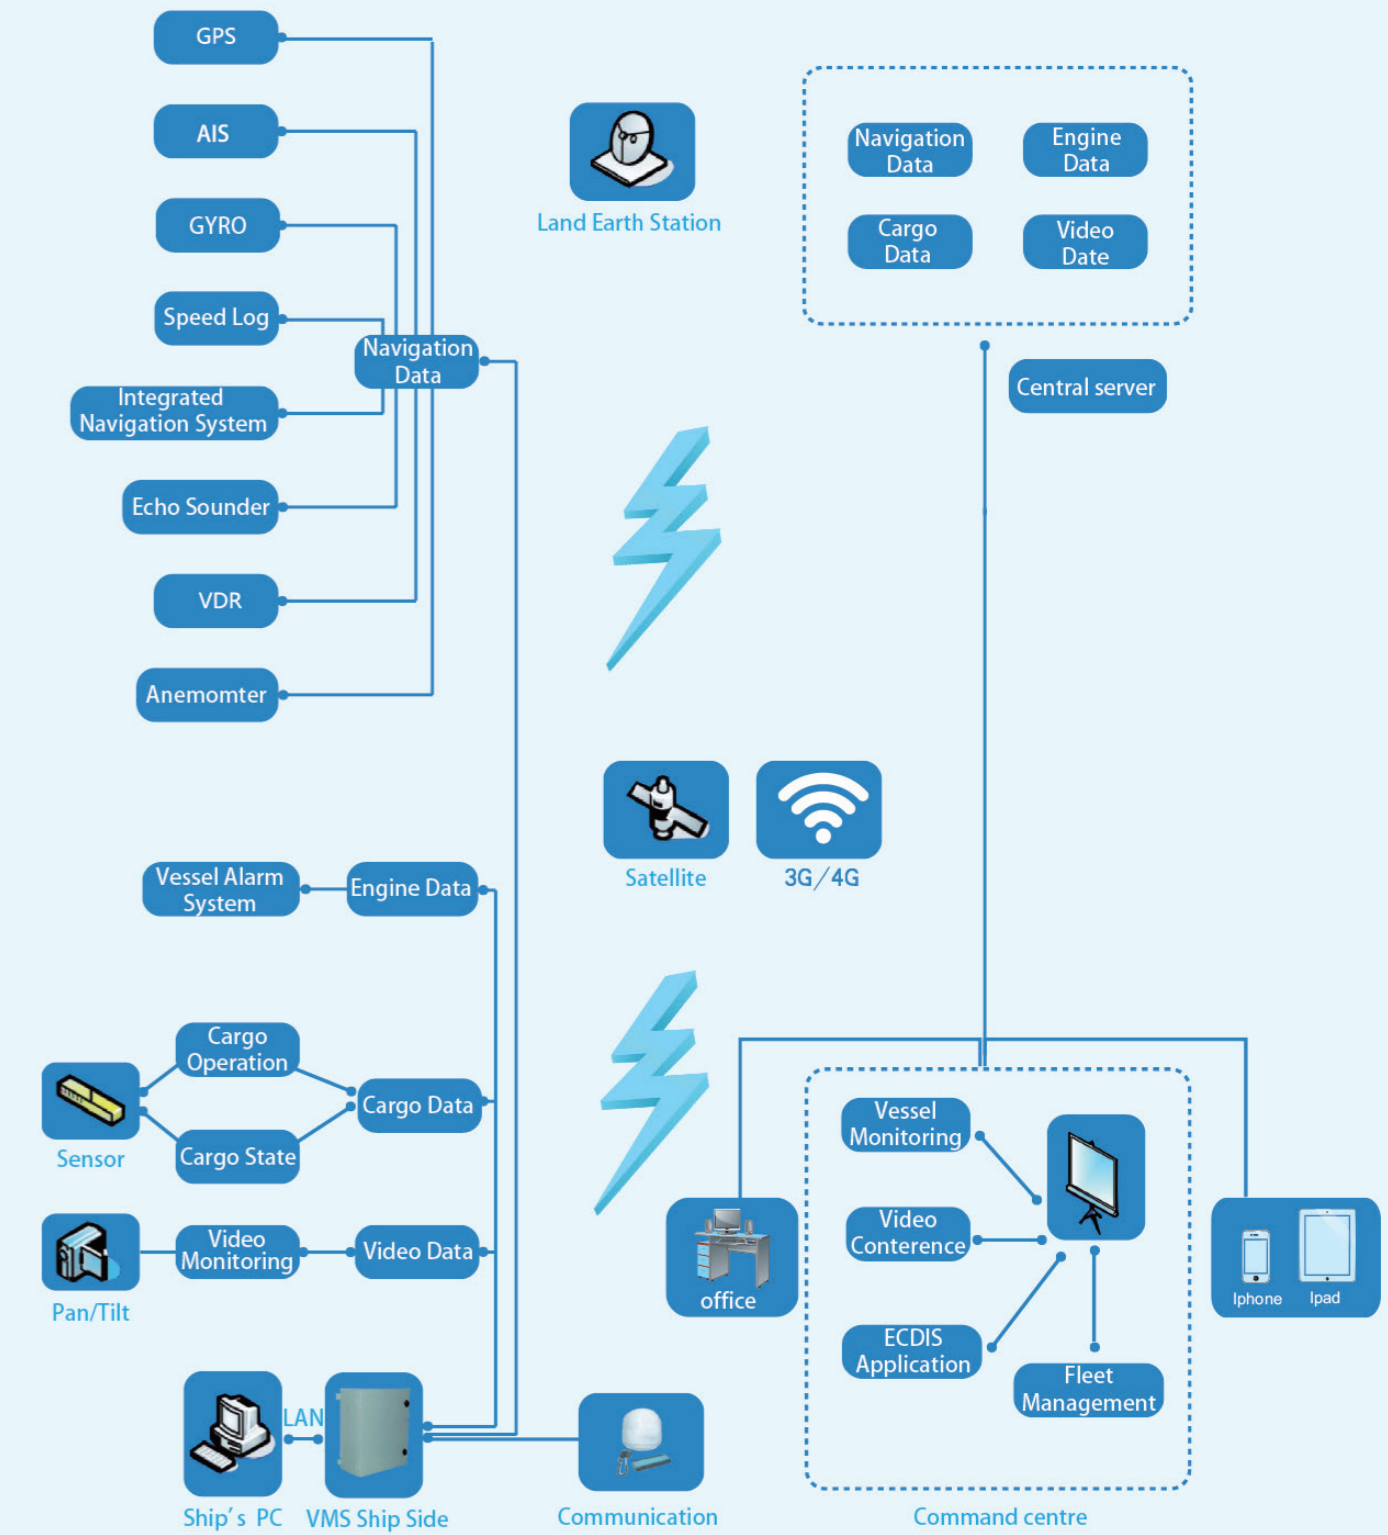 GPS
AIS
GYRO
Speed Log
Integrated
Navigation System
Echo Sounder
VDR
Anemomter
Navigation
Data
Land Earth Station
Navigation
Data
Engine
Data
Cargo
Data
Video
Date
Central server
Satellite
3G/4G
Vessel Alarm
System
Engine Data
Cargo
Operation
Sensor
Cargo State
Cargo Data
Pan/Tilt
Video
Monitoring
Video Data
Ship's PC
LAN
VMS Ship Side
Communication
office
Vessel
Monitoring
Video
Conterence
ECDIS
Application
Fleet
Management
Iphone
Ipad
Command centre